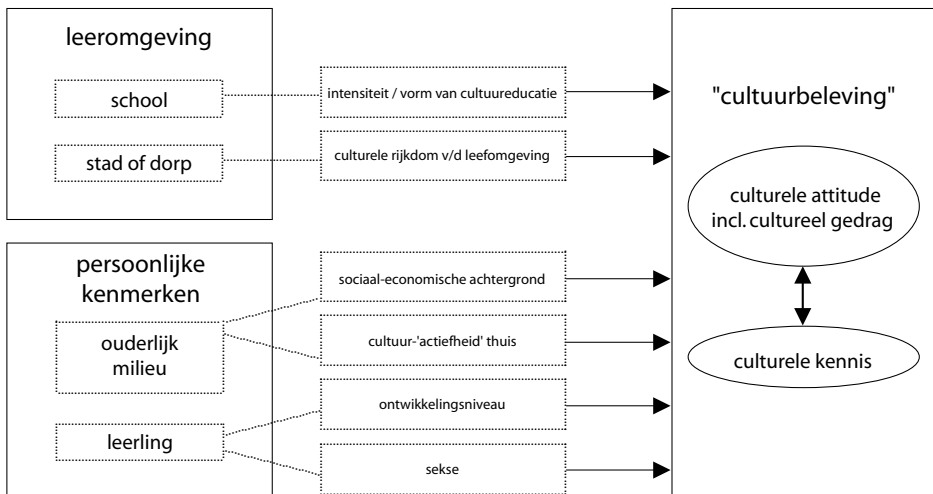 leeromgeving
school
stad of dorp
intensiteit / vorm van cultuureducatie
culturele rijkdom v/d leefomgeving
persoonlijke
kenmerken
ouderlijk
milieu
leerling
sociaal-economische achtergrond
cultuur-'actiefheid' thuis
ontwikkelingsniveau
sekse
"cultuurbeleving"
culturele attitude
incl. cultureel gedrag
culturele kennis